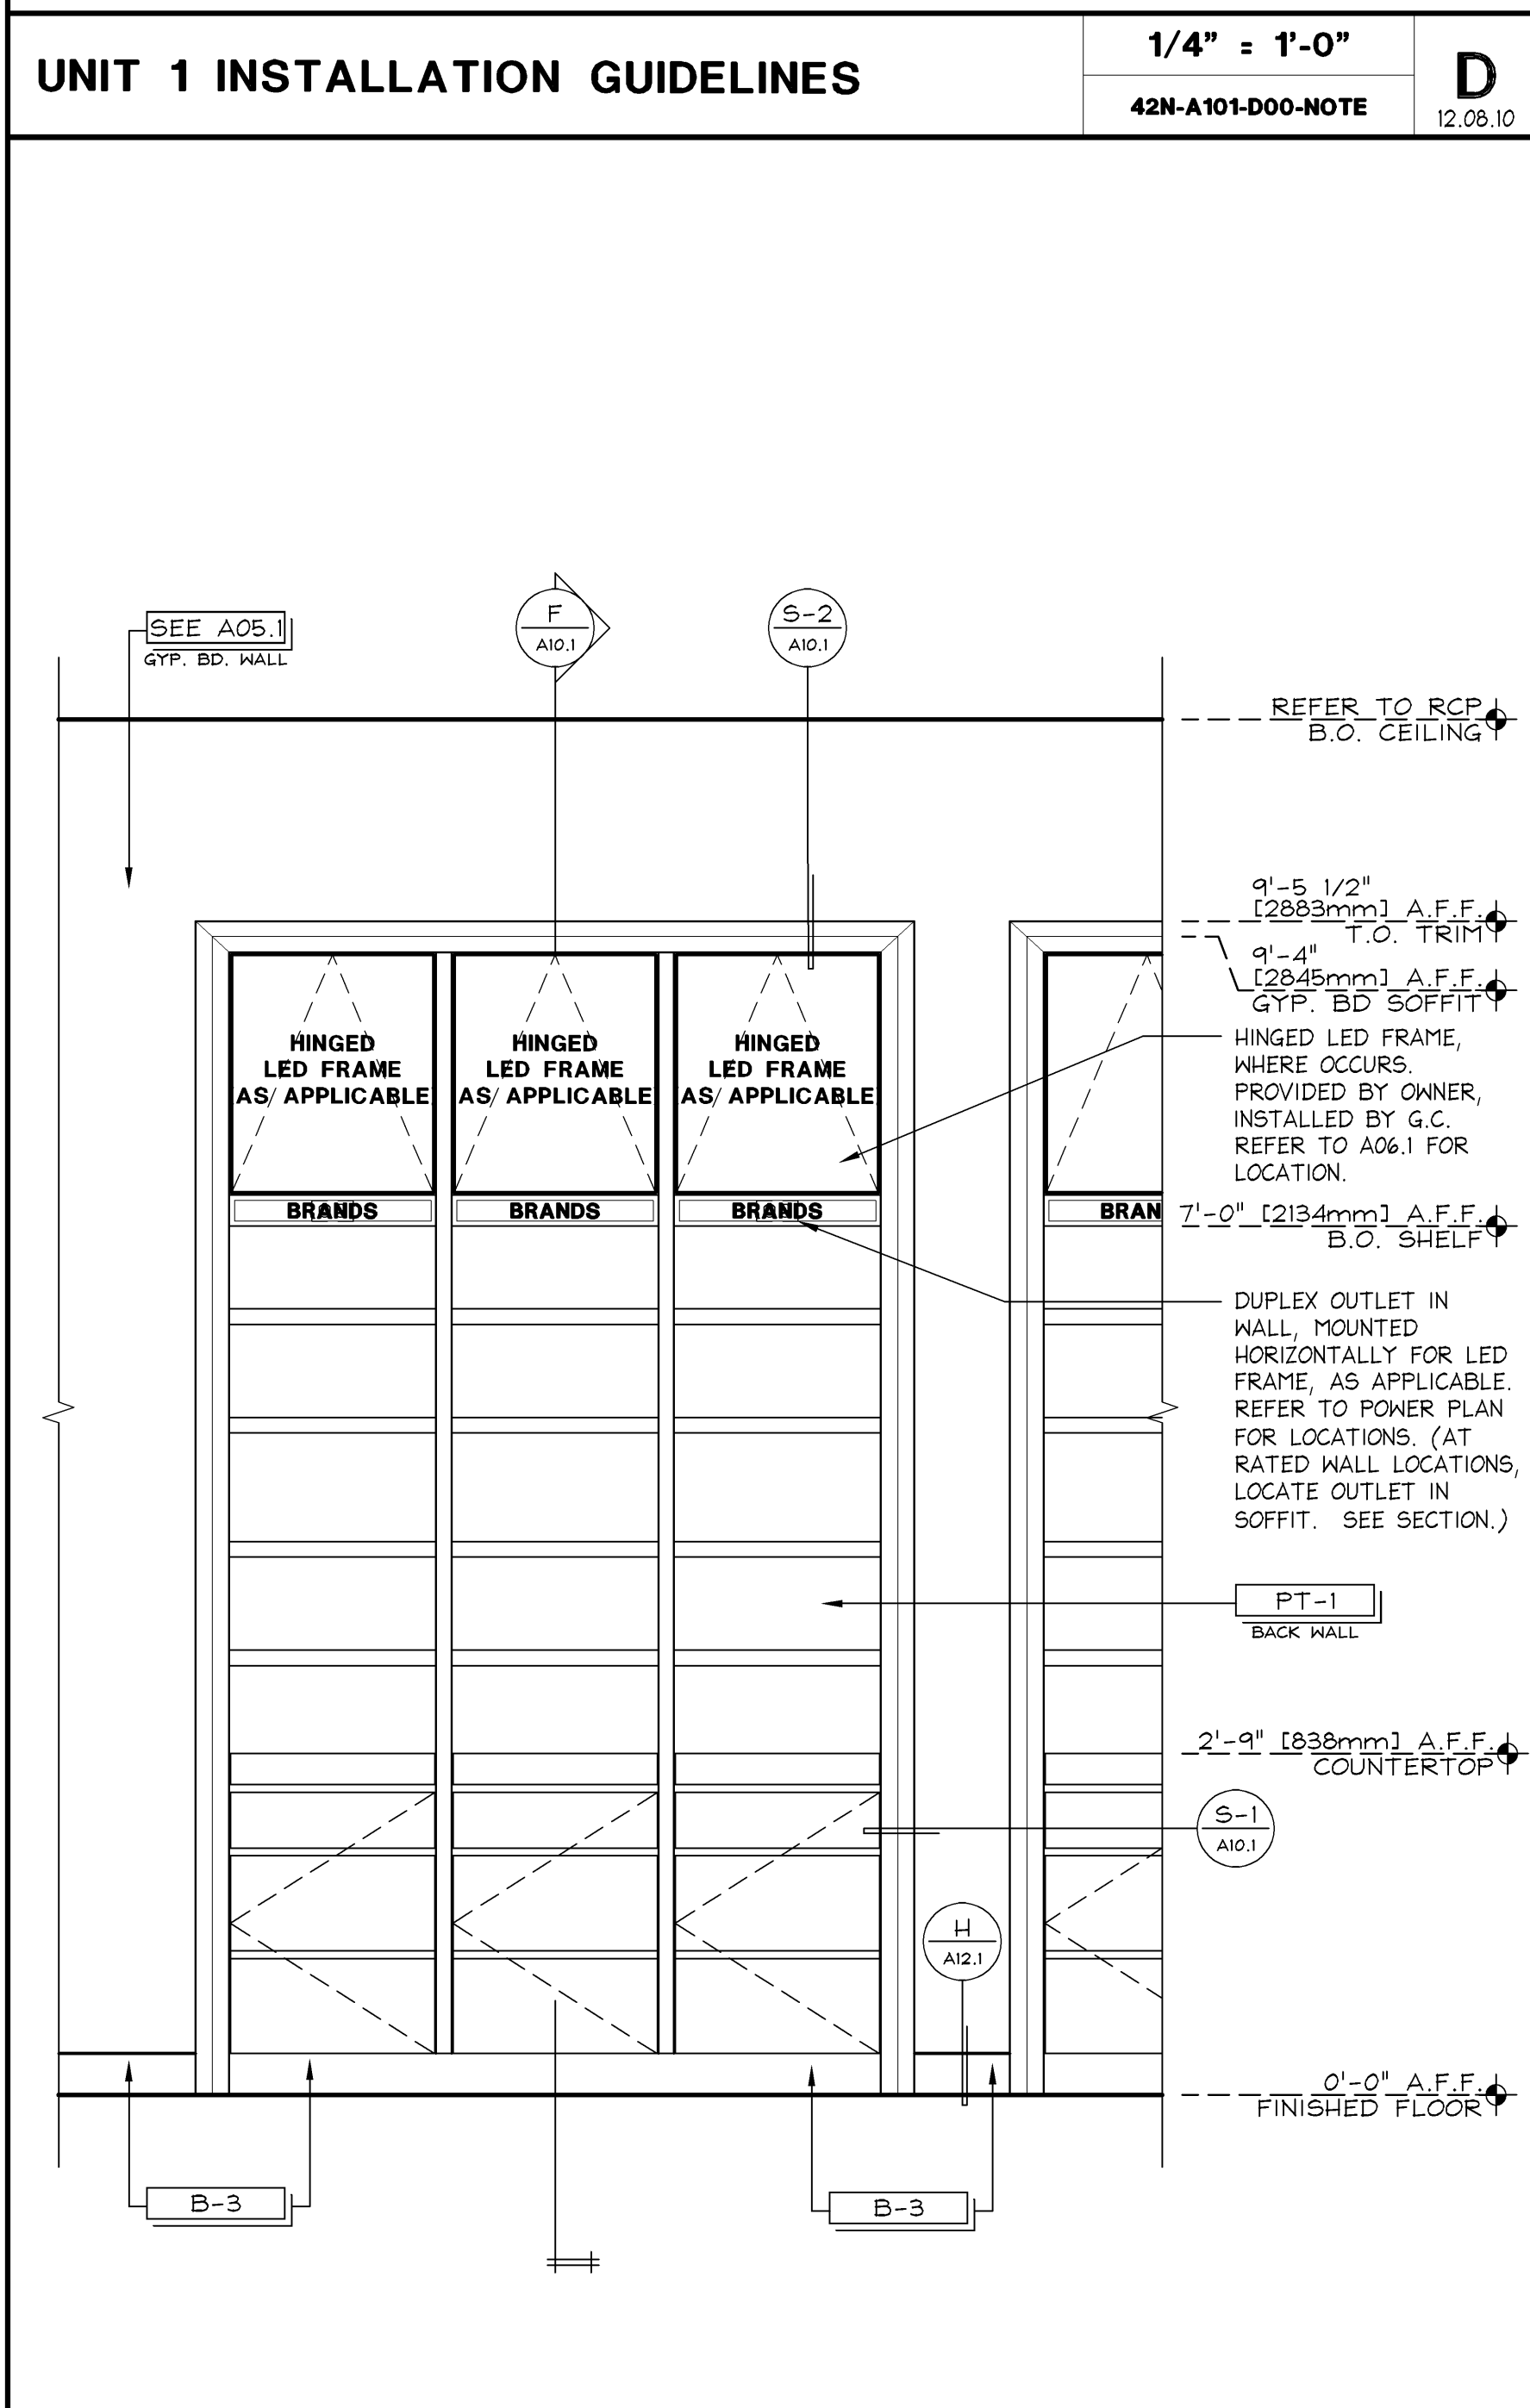 UNIT 1 INSTALLATION GUIDELINES
1/4” = 1’-0”
42N-A101-D00-NOTE
D
12.08.10
SEE A05.1
GYP. BD. WALL
F
A10.1
S-2
A10.1
REFER TO RCP
B.O. CEILING
9'-5 1/2"
[2883mm] A.F.F.
T.O. TRIM
9'-4"
[2845mm] A.F.F.
GYP. BD SOFFIT
HINGED
LED FRAME
AS APPLICABLE
HINGED
LED FRAME
AS APPLICABLE
HINGED
LED FRAME
AS APPLICABLE
HINGED LED FRAME,
WHERE OCCURS.
PROVIDED BY OWNER,
INSTALLED BY G.C.
REFER TO A06.1 FOR
LOCATION.
BRANDS
BRANDS
BRANDS
BRAN
7'-0" [2134mm] A.F.F.
B.O. SHELF
DUPLEX OUTLET IN
WALL, MOUNTED
HORIZONTALLY FOR LED
FRAME, AS APPLICABLE.
REFER TO POWER PLAN
FOR LOCATIONS. (AT
RATED WALL LOCATIONS,
LOCATE OUTLET IN
SOFFIT. SEE SECTION.)
PT-1
BACK WALL
2'-9" [838mm] A.F.F.
COUNTERTOP
S-1
A10.1
H
A12.1
0'-0" A.F.F.
FINISHED FLOOR
B-3
B-3